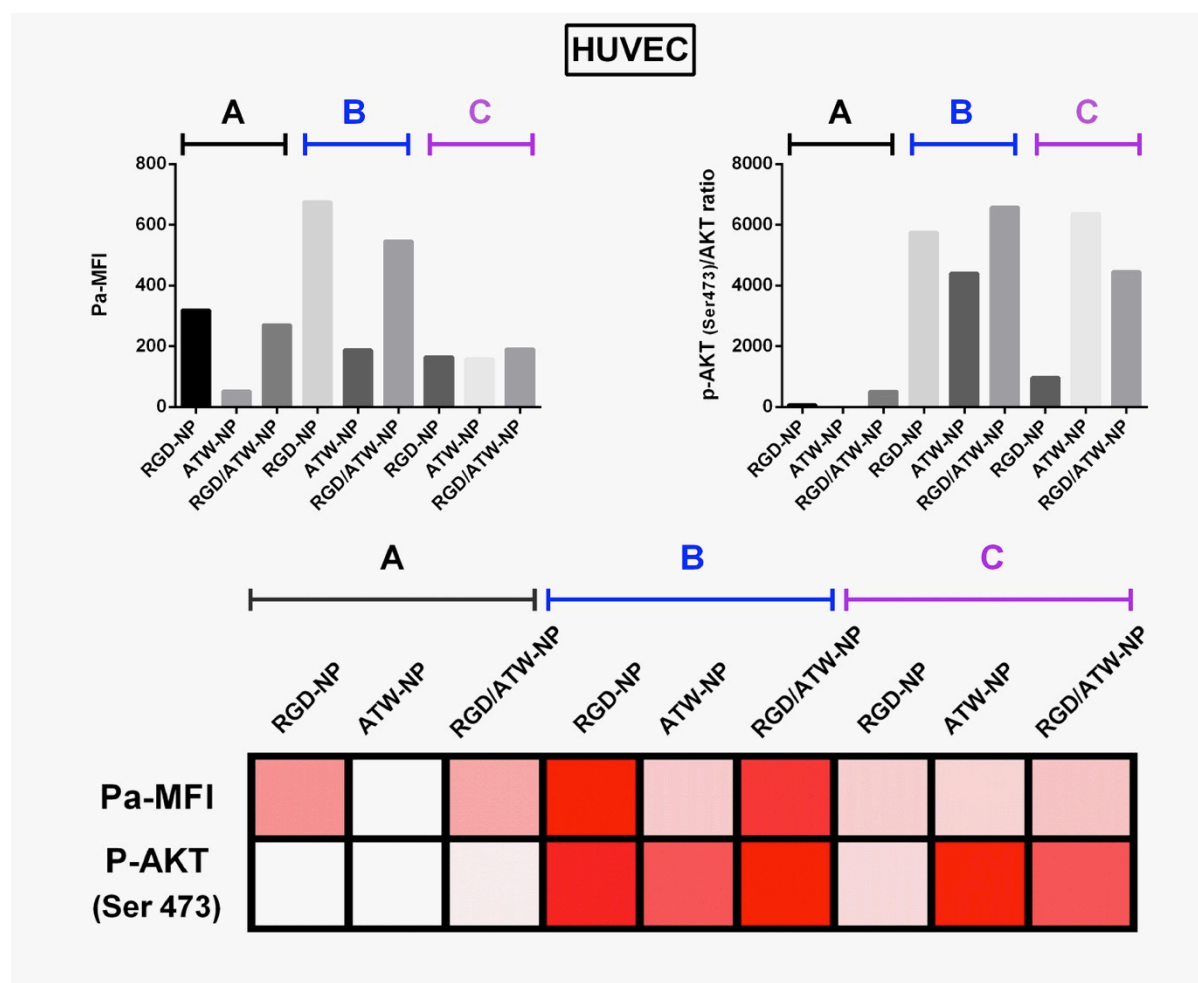 HUVEC
A B C
Pa-MFI
800
600
400
200
0
RGD-NP
ATW-NP
RGD/ATW-NP
RGD-NP
ATW-NP
RGD/ATW-NP
RGD-NP
ATW-NP
RGD/ATW-NP
A B C
p-AKT (Ser473)/AKT ratio
8000
6000
4000
2000
0
RGD-NP
ATW-NP
RGD/ATW-NP
RGD-NP
ATW-NP
RGD/ATW-NP
RGD-NP
ATW-NP
RGD/ATW-NP
A B C
RGD-NP
ATW-NP
RGD/ATW-NP
RGD-NP
ATW-NP
RGD/ATW-NP
RGD-NP
ATW-NP
RGD/ATW-NP
Pa-MFI
P-AKT
(Ser 473)